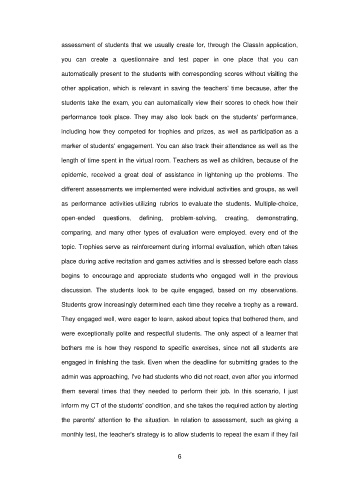 assessment of students that we usually create for, through the ClassIn application,
you can create a questionnaire and test paper in one place that you can
automatically present to the students with corresponding scores without visiting the
other application, which is relevant in saving the teachers' time because, after the
students take the exam, you can automatically view their scores to check how their
performance took place. They may also look back on the students' performance,
including how they competed for trophies and prizes, as well as participation as a
marker of students' engagement. You can also track their attendance as well as the
length of time spent in the virtual room. Teachers as well as children, because of the
epidemic, received a great deal of assistance in lightening up the problems. The
different assessments we implemented were individual activities and groups, as well
as performance activities utilizing rubrics to evaluate the students. Multiple-choice,
open-ended questions, defining, problem-solving, creating, demonstrating,
comparing, and many other types of evaluation were employed. every end of the
topic. Trophies serve as reinforcement during informal evaluation, which often takes
place during active recitation and games activities and is stressed before each class
begins to encourage and appreciate students who engaged well in the previous
discussion. The students look to be quite engaged, based on my observations.
Students grow increasingly determined each time they receive a trophy as a reward.
They engaged well, were eager to learn, asked about topics that bothered them, and
were exceptionally polite and respectful students. The only aspect of a learner that
bothers me is how they respond to specific exercises, since not all students are
engaged in finishing the task. Even when the deadline for submitting grades to the
admin was approaching, I've had students who did not react, even after you informed
them several times that they needed to perform their job. In this scenario, I just
inform my CT of the students' condition, and she takes the required action by alerting
the parents' attention to the situation. In relation to assessment, such as giving a
monthly test, the teacher's strategy is to allow students to repeat the exam if they fail
6